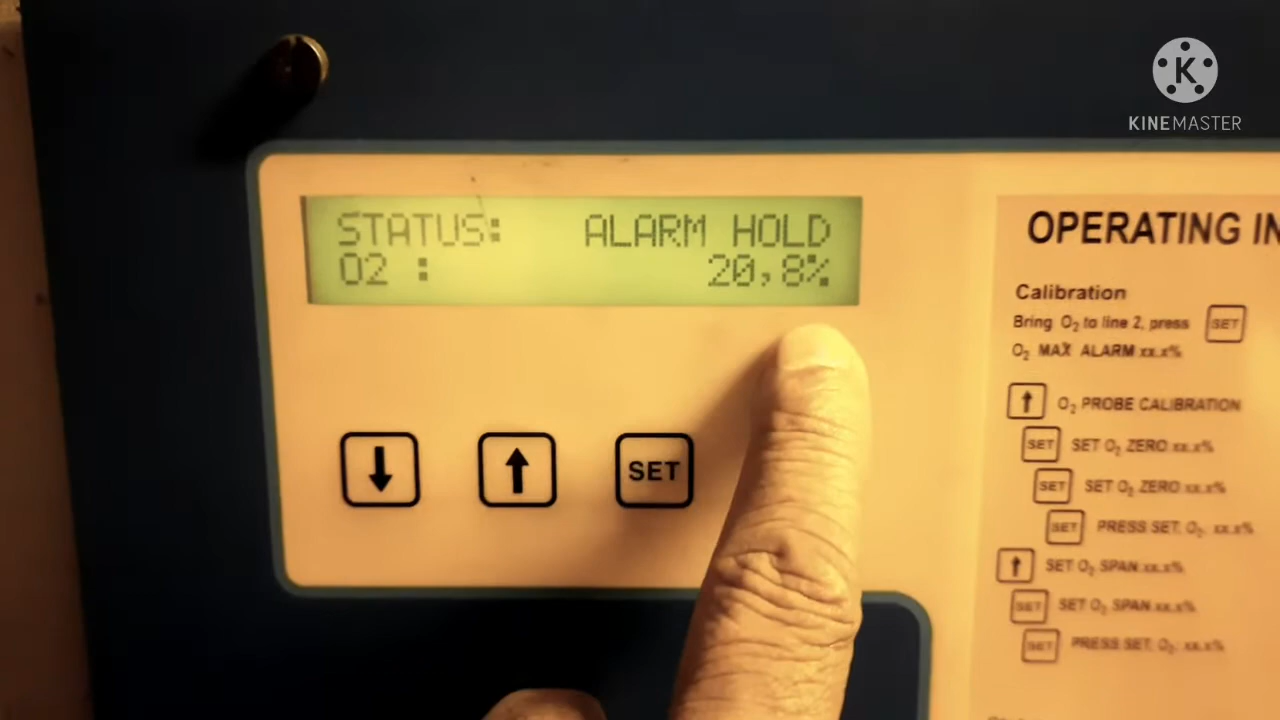 KINEMASTER
STATUS: ALARM HOLD
O2 : 20,8%
SET
OPERATING IN
Calibration
Bring O₂ to line 2, press SET
O₂ MAX ALARM xx.x%
↑ O₂ PROBE CALIBRATION
SET SET O₂ ZERO xx.x%
SET SET O₂ ZERO xx.x%
SET PRESS SET: O₂: xx.x%
↑ SET O₂ SPAN xx.x%
SET SET O₂ SPAN xx.x%
SET PRESS SET: O₂: xx.x%